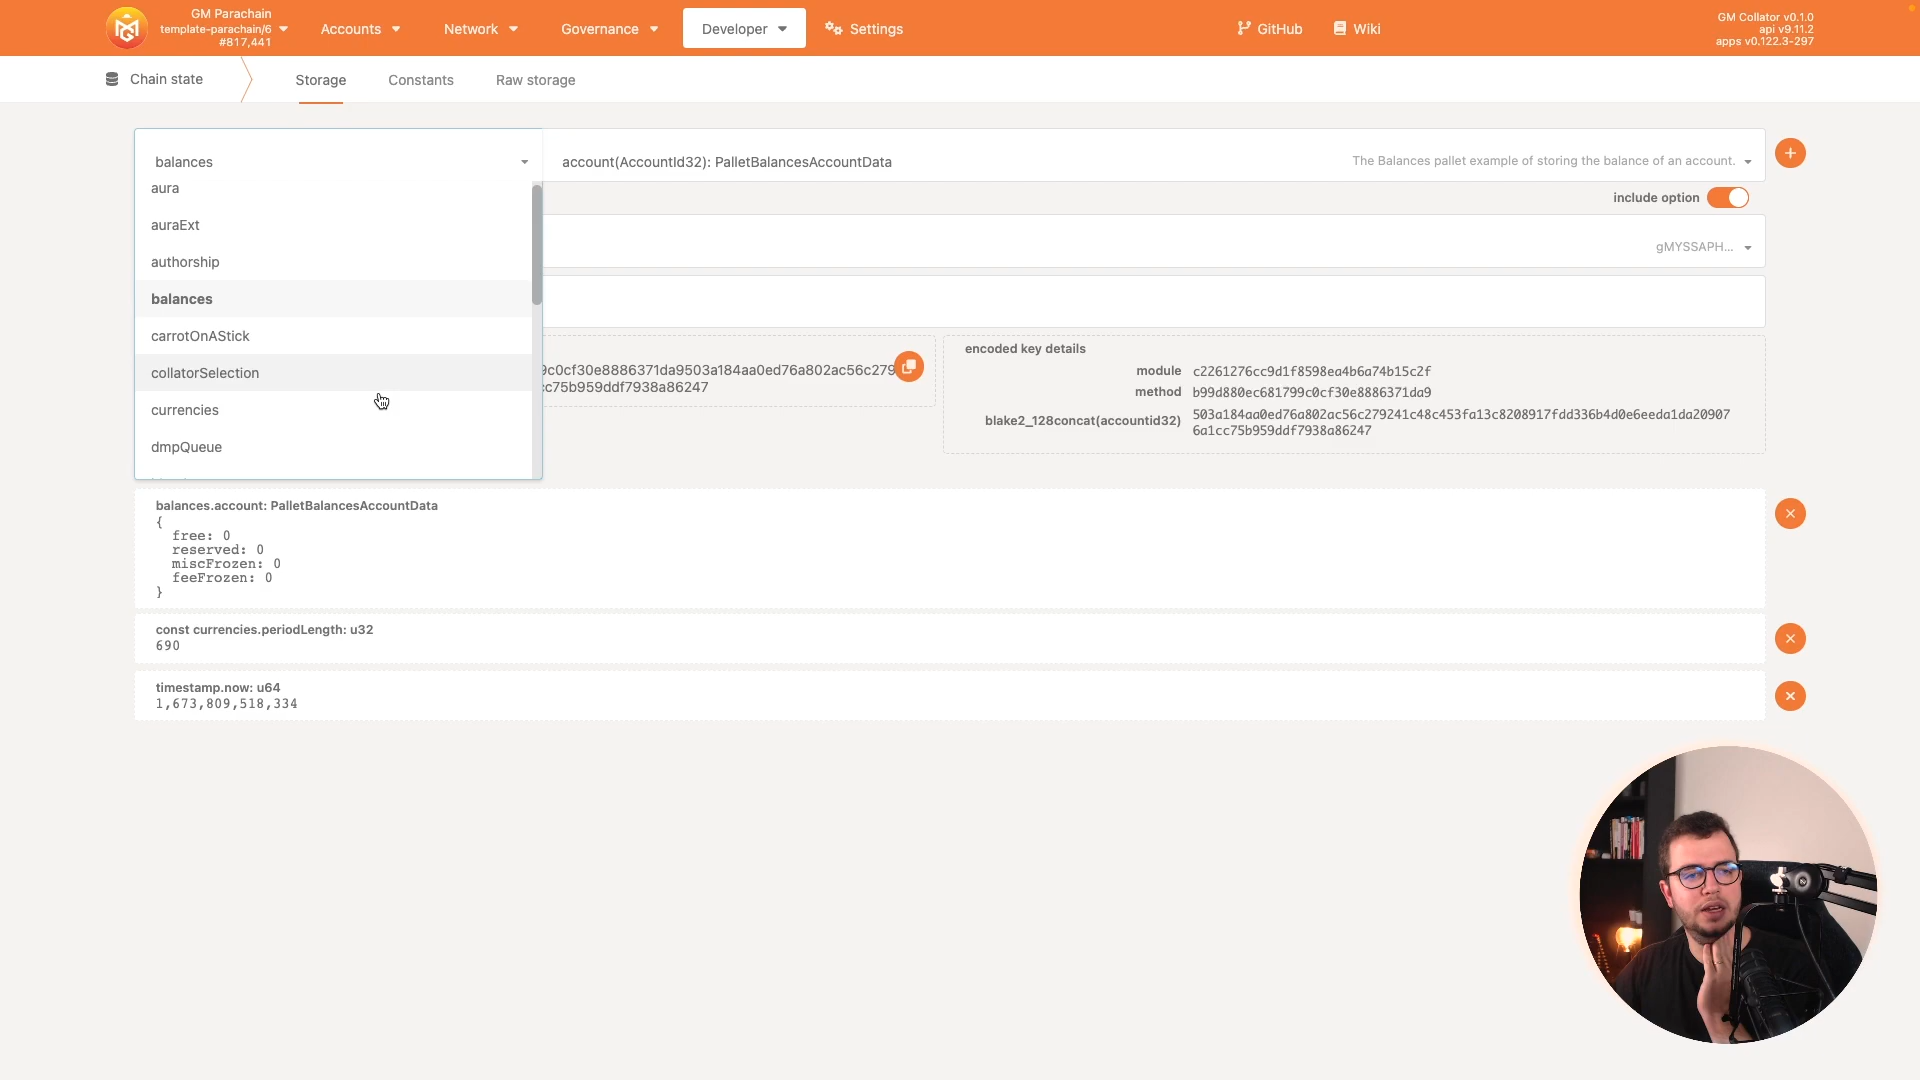 GM Parachain
template-parachain/6
#817,441
Accounts
Network
Governance
Developer
Settings
GitHub
Wiki
GM Collator v0.1.0
api v9.11.2
apps v0.122.3-297
Chain state
Storage
Constants
Raw storage
balances
account(AccountId32): PalletBalancesAccountData
The Balances pallet example of storing the balance of an account.
include option
gMYSSAPH...
aura
auraExt
authorship
balances
carrotOnAStick
collatorSelection
currencies
dmpQueue
9c0cf30e8886371da9503a184aa0ed76a802ac56c279
cc75b959ddf7938a86247
encoded key details
module c2261276cc9d1f8598ea4b6a74b15c2f
method b99d880ec681799c0cf30e8886371da9
blake2_128concat(accountid32) 503a184aa0ed76a802ac56c279241c48c453fa13c8208917fdd336b4d0e6eeda1da20907
6a1cc75b959ddf7938a86247
balances.account: PalletBalancesAccountData
{
free: 0
reserved: 0
miscFrozen: 0
feeFrozen: 0
}
const currencies.periodLength: u32
690
timestamp.now: u64
1,673,809,518,334